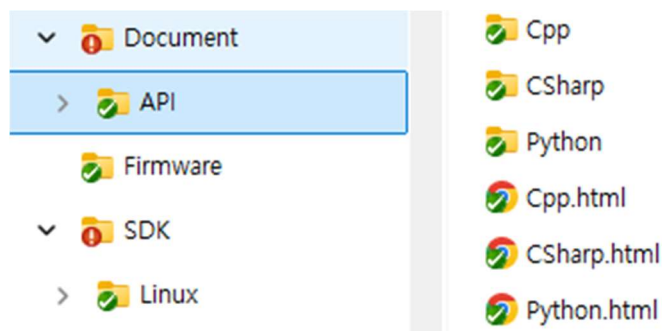 Document
API
Firmware
SDK
Linux
Cpp
CSharp
Python
Cpp.html
CSharp.html
Python.html